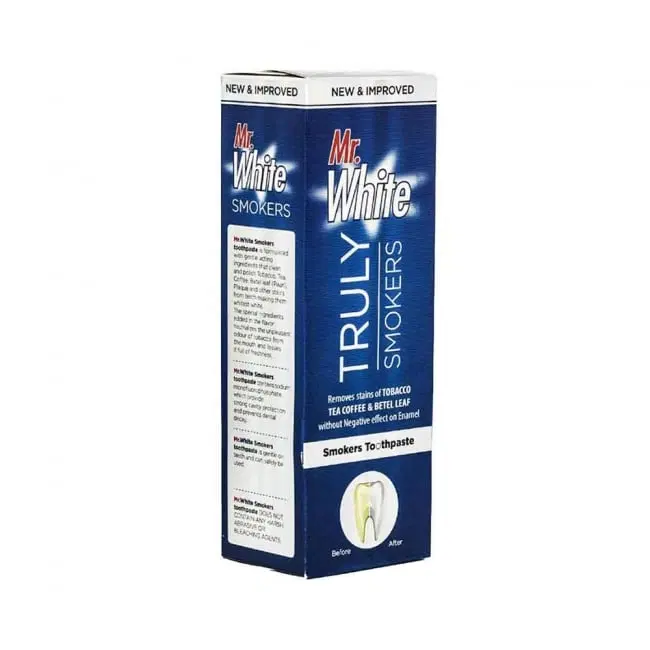 NEW & IMPROVED
Mr.
White
SMOKERS
Mr.White Smokers
toothpaste is formulated
with gentle acting
ingredients that clean
and polish Tobacco, Tea,
Coffee, Betel leaf (Paan),
Plaque and other stains
from teeth making them
whitest white.
The special ingredients
added in the flavor
neutralizes the unpleasant
odour of tobacco from
the mouth and leaves
it full of freshness.
Mr.White Smokers
toothpaste contains sodium
monofluorophosphate
which provide
strong cavity protection
and prevents dental
decay.
Mr.White Smokers
toothpaste is gentle on
teeth and can safely be
used.
Mr.White Smokers
toothpaste DOES NOT
CONTAIN ANY HARSH
ABRASIVE OR
BLEACHING AGENTS
NEW & IMPROVED
Mr.
White
TRULY
SMOKERS
Removes stains of TOBACCO
TEA COFFEE & BETEL LEAF
without Negative effect on Enamel
Smokers Toothpaste
Before
After